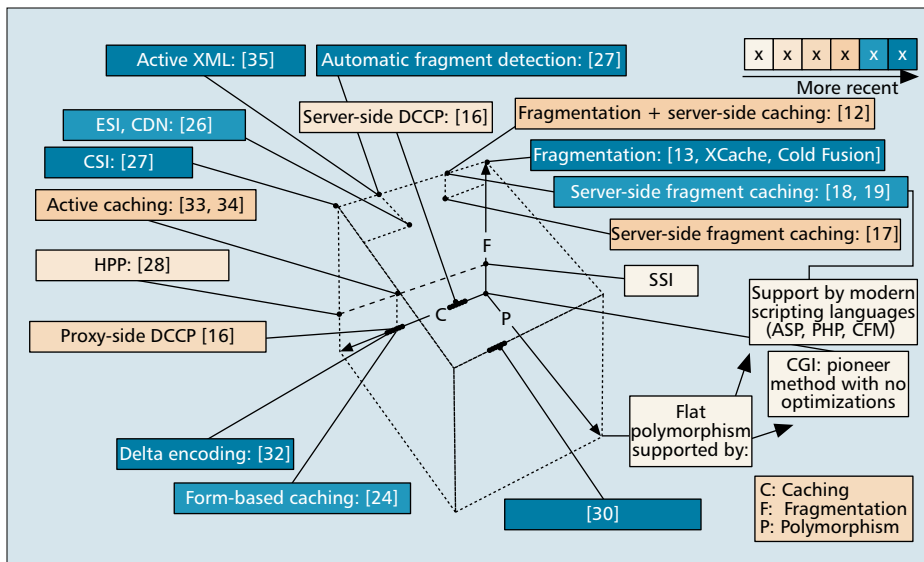 Active XML: [35]
Automatic fragment detection: [27]
x x x x x x
More recent
ESI, CDN: [26]
Server-side DCCP: [16]
Fragmentation + server-side caching: [12]
CSI: [27]
Fragmentation: [13, XCache, Cold Fusion]
Active caching: [33, 34]
Server-side fragment caching: [18, 19]
Server-side fragment caching: [17]
F
HPP: [28]
SSI
Support by modern
scripting languages
(ASP, PHP, CFM)
C
P
Proxy-side DCCP [16]
CGI: pioneer
method with no
optimizations
Flat
polymorphism
supported by:
Delta encoding: [32]
Form-based caching: [24]
[30]
C: Caching
F: Fragmentation
P: Polymorphism